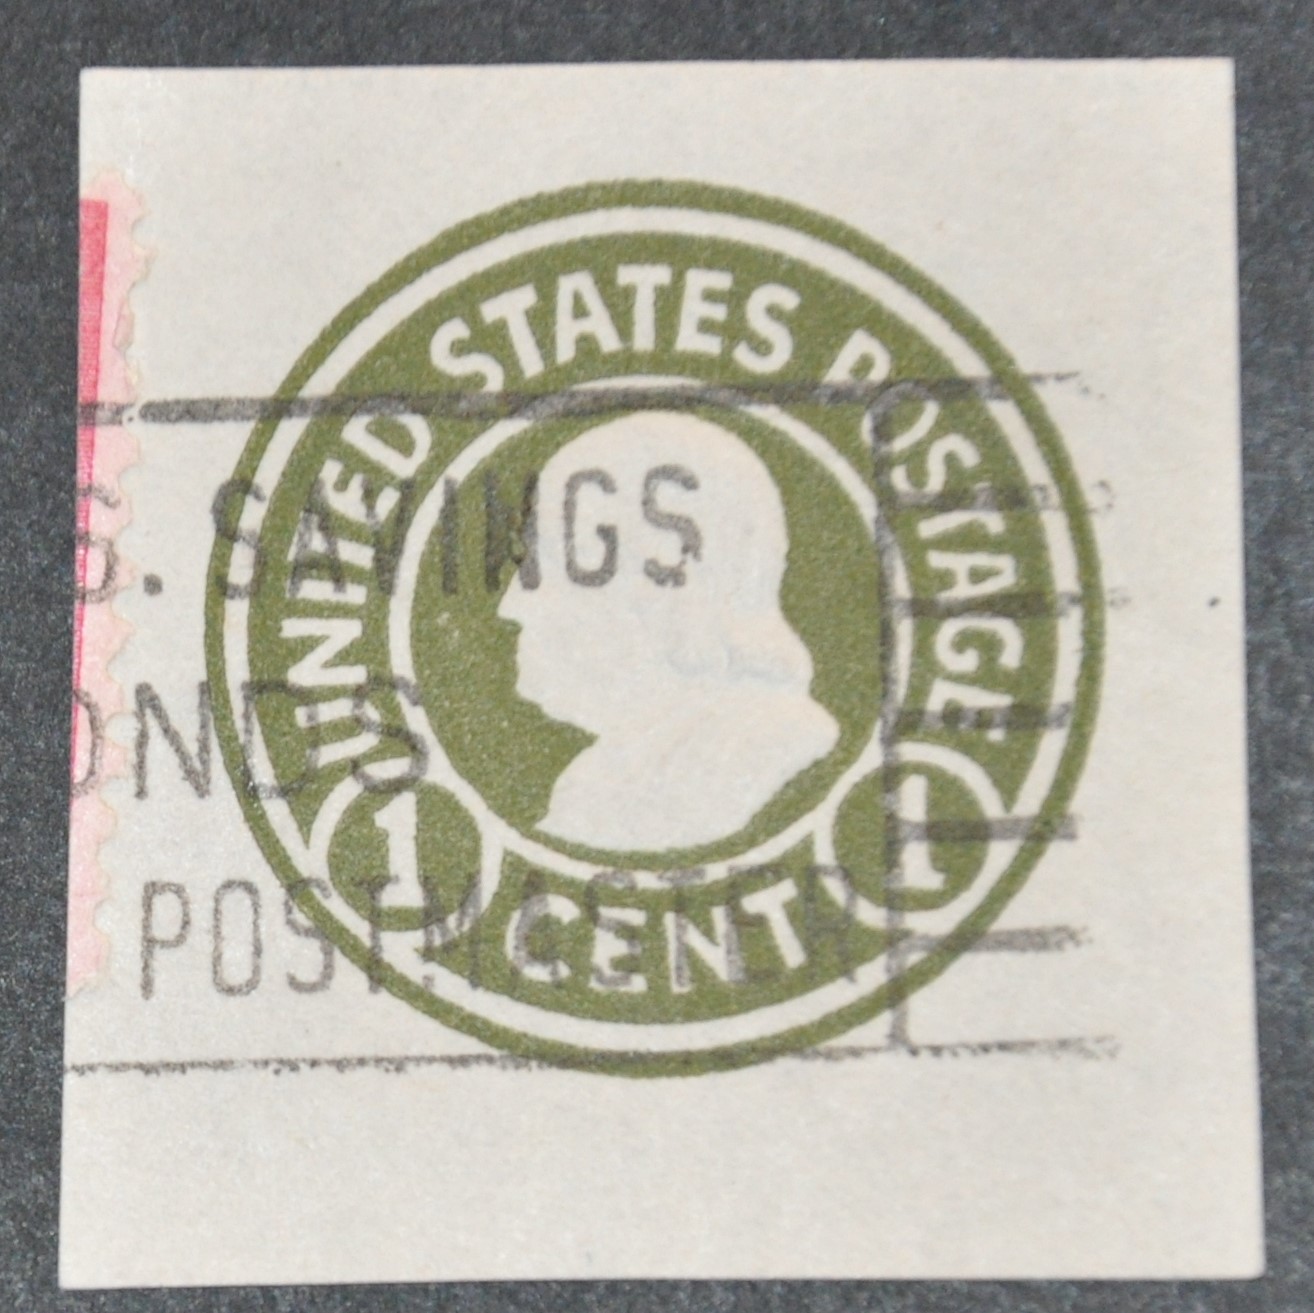 UNITED STATES POSTAGE
1 CENT 1
S. SAVINGS
ONDS
POSTMASTER